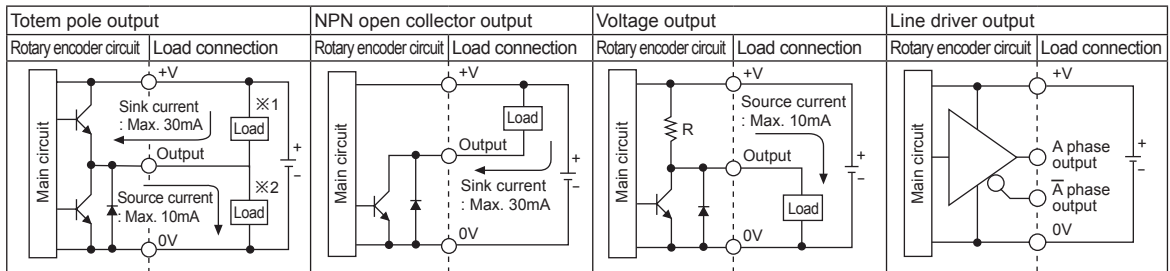 Totem pole output
Rotary encoder circuit Load connection
Main circuit
+V
Sink current
: Max. 30mA
※1
Load
Output
Source current
: Max. 10mA
※2
Load
0V
+
−
NPN open collector output
Rotary encoder circuit Load connection
Main circuit
+V
Load
Output
Sink current
: Max. 30mA
0V
+
−
Voltage output
Rotary encoder circuit Load connection
Main circuit
+V
Source current
: Max. 10mA
R
Output
Load
0V
+
−
Line driver output
Rotary encoder circuit Load connection
Main circuit
+V
A phase
output
A̅ phase
output
0V
+
−